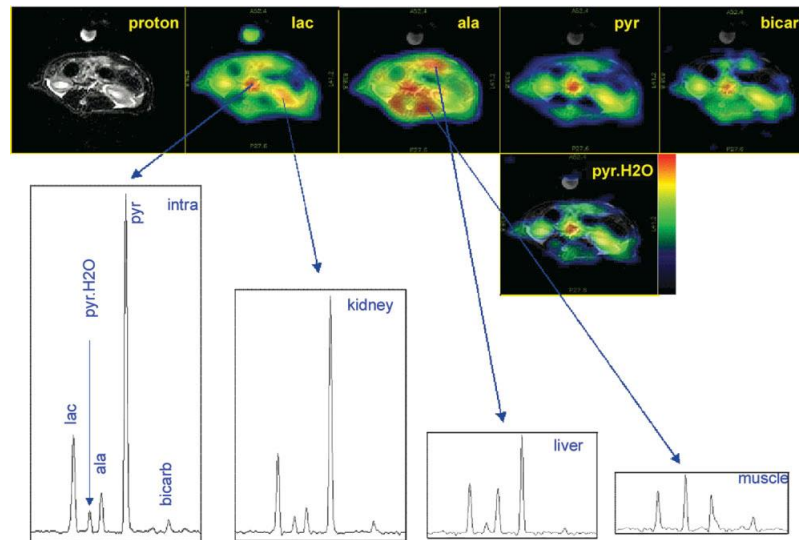 proton
lac
ala
pyr
bicar
pyr.H2O
intra
pyr
pyr.H2O
lac
ala
bicarb
kidney
liver
muscle